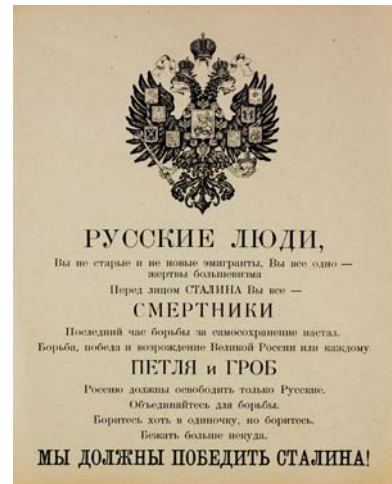 РУССКИЕ ЛЮДИ,
Вы не старые и не новые эмигранты, Вы все одно —
жертвы большевизма
Перед лицом СТАЛИНА Вы все —
СМЕРТНИКИ
Последний час борьбы за самосохранение настал.
Борьба, победа и возрождение Великой России или каждому
ПЕТЛЯ и ГРОБ
Россию должны освободить только Русские.
Объединяйтесь для борьбы.
Боритесь хоть в одиночку, но боритесь.
Бежать больше некуда.
МЫ ДОЛЖНЫ ПОБЕДИТЬ СТАЛИНА!